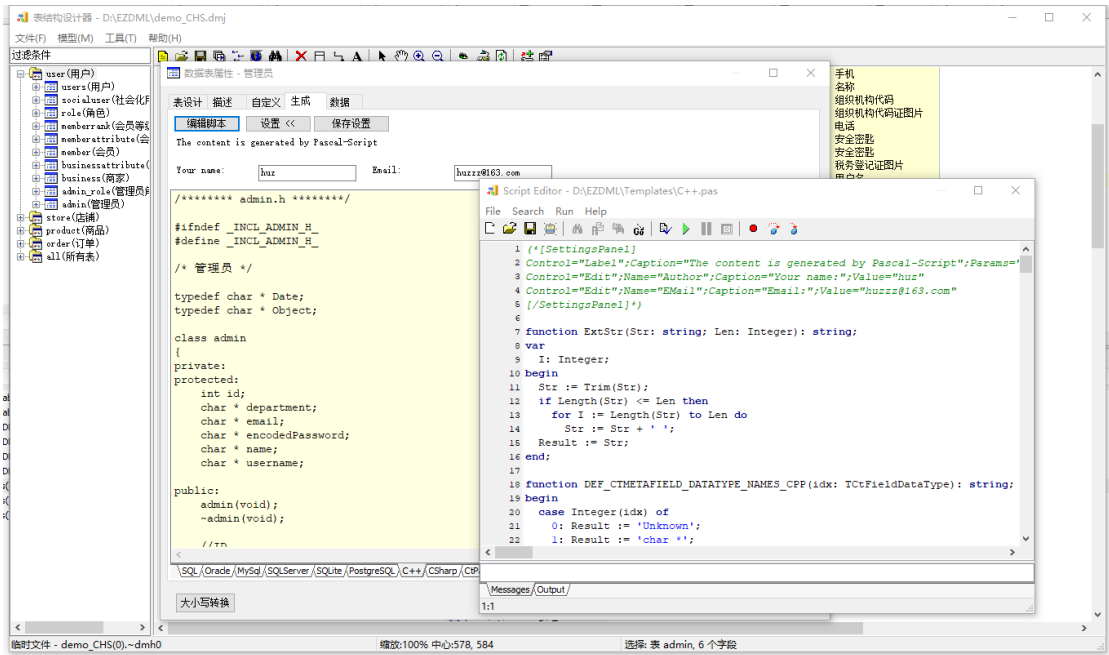 表结构设计器 - D:\EZDML\demo_CHS.dmj
文件(F) 模型(M) 工具(T) 帮助(H)
过滤条件
user(用户)
users(用户)
socialuser(社会化用
role(角色)
memberrank(会员等级
memberattribute(会
member(会员)
businessattribute(
business(商家)
admin_role(管理员角
admin(管理员)
store(店铺)
product(商品)
order(订单)
all(所有表)
数据表属性 - 管理员
表设计 描述 自定义 生成 数据
编辑脚本 设置 << 保存设置
The content is generated by Pascal-Script
Your name: huz Email: huzzz@163.com
/******** admin.h ********/
#ifndef _INCL_ADMIN_H_
#define _INCL_ADMIN_H_
/* 管理员 */
typedef char * Date;
typedef char * Object;
class admin
{
private:
protected:
int id;
char * department;
char * email;
char * encodedPassword;
char * name;
char * username;
public:
admin(void);
~admin(void);
//ID
SQL Oracle MySql SQLServer SQLite PostgreSQL C++ CSharp CtP
大小写转换
手机
名称
组织机构代码
组织机构代码证图片
电话
安全密匙
安全密匙
税务登记证图片
用户名
Script Editor - D:\EZDML\Templates\C++.pas
File Search Run Help
1 (*[SettingsPanel]
2 Control="Label";Caption="The content is generated by Pascal-Script";Params="
3 Control="Edit";Name="Author";Caption="Your name:";Value="huz"
4 Control="Edit";Name="EMail";Caption="Email:";Value="huzzz@163.com"
5 [/SettingsPanel]*)
6
7 function ExtStr(Str: string; Len: Integer): string;
8 var
9 I: Integer;
10 begin
11 Str := Trim(Str);
12 if Length(Str) <= Len then
13 for I := Length(Str) to Len do
14 Str := Str + ' ';
15 Result := Str;
16 end;
17
18 function DEF_CTMETAFIELD_DATATYPE_NAMES_CPP(idx: TCtFieldDataType): string;
19 begin
20 case Integer(idx) of
21 0: Result := 'Unknown';
22 1: Result := 'char *';
Messages Output
1:1
临时文件 - demo_CHS(0).~dmh0 缩放:100% 中心:578, 584 选择: 表 admin, 6 个字段